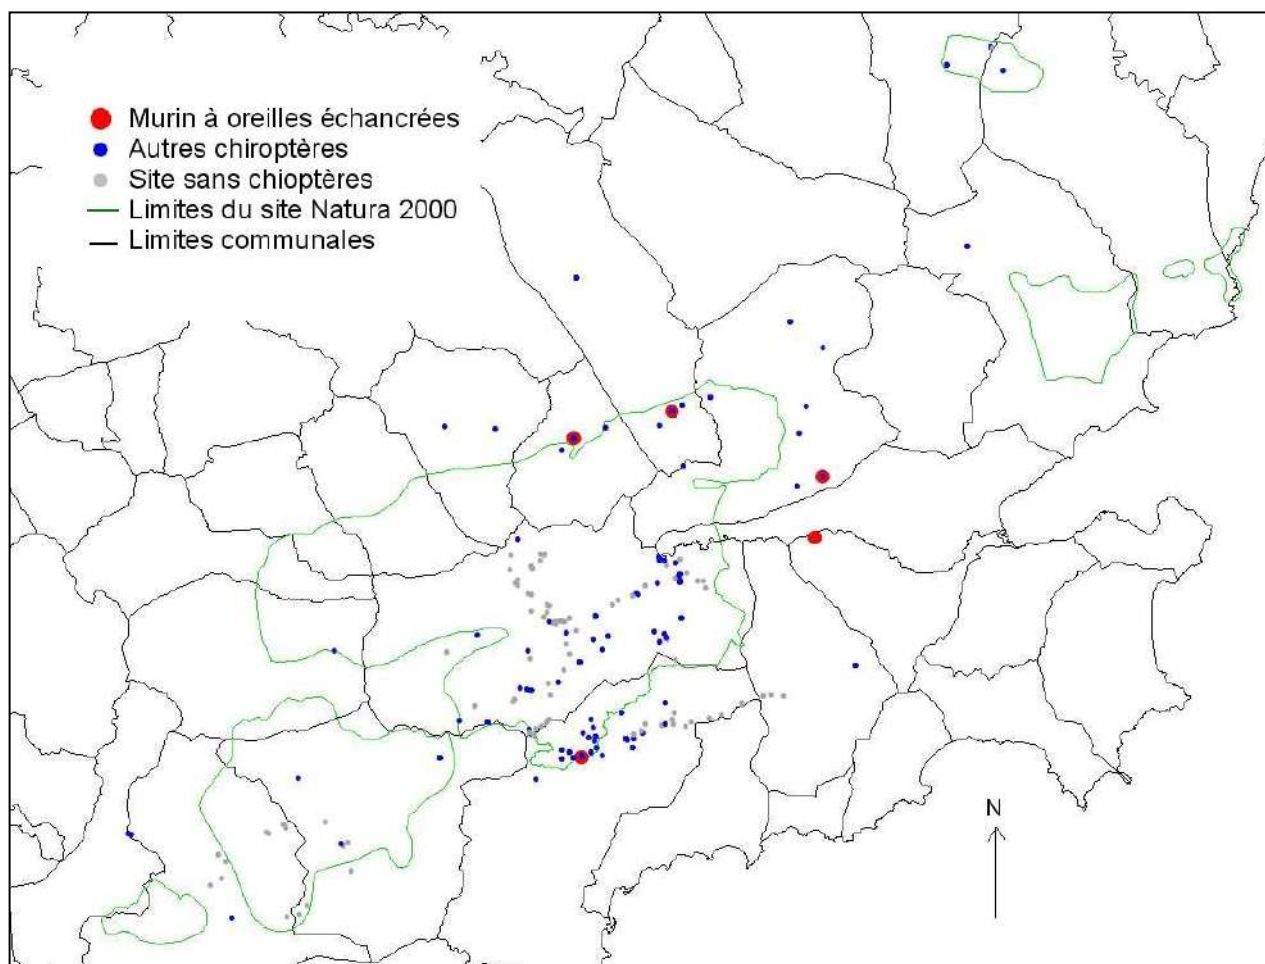 Murin à oreilles échancrées
Autres chiroptères
Site sans chioptères
Limites du site Natura 2000
Limites communales
N